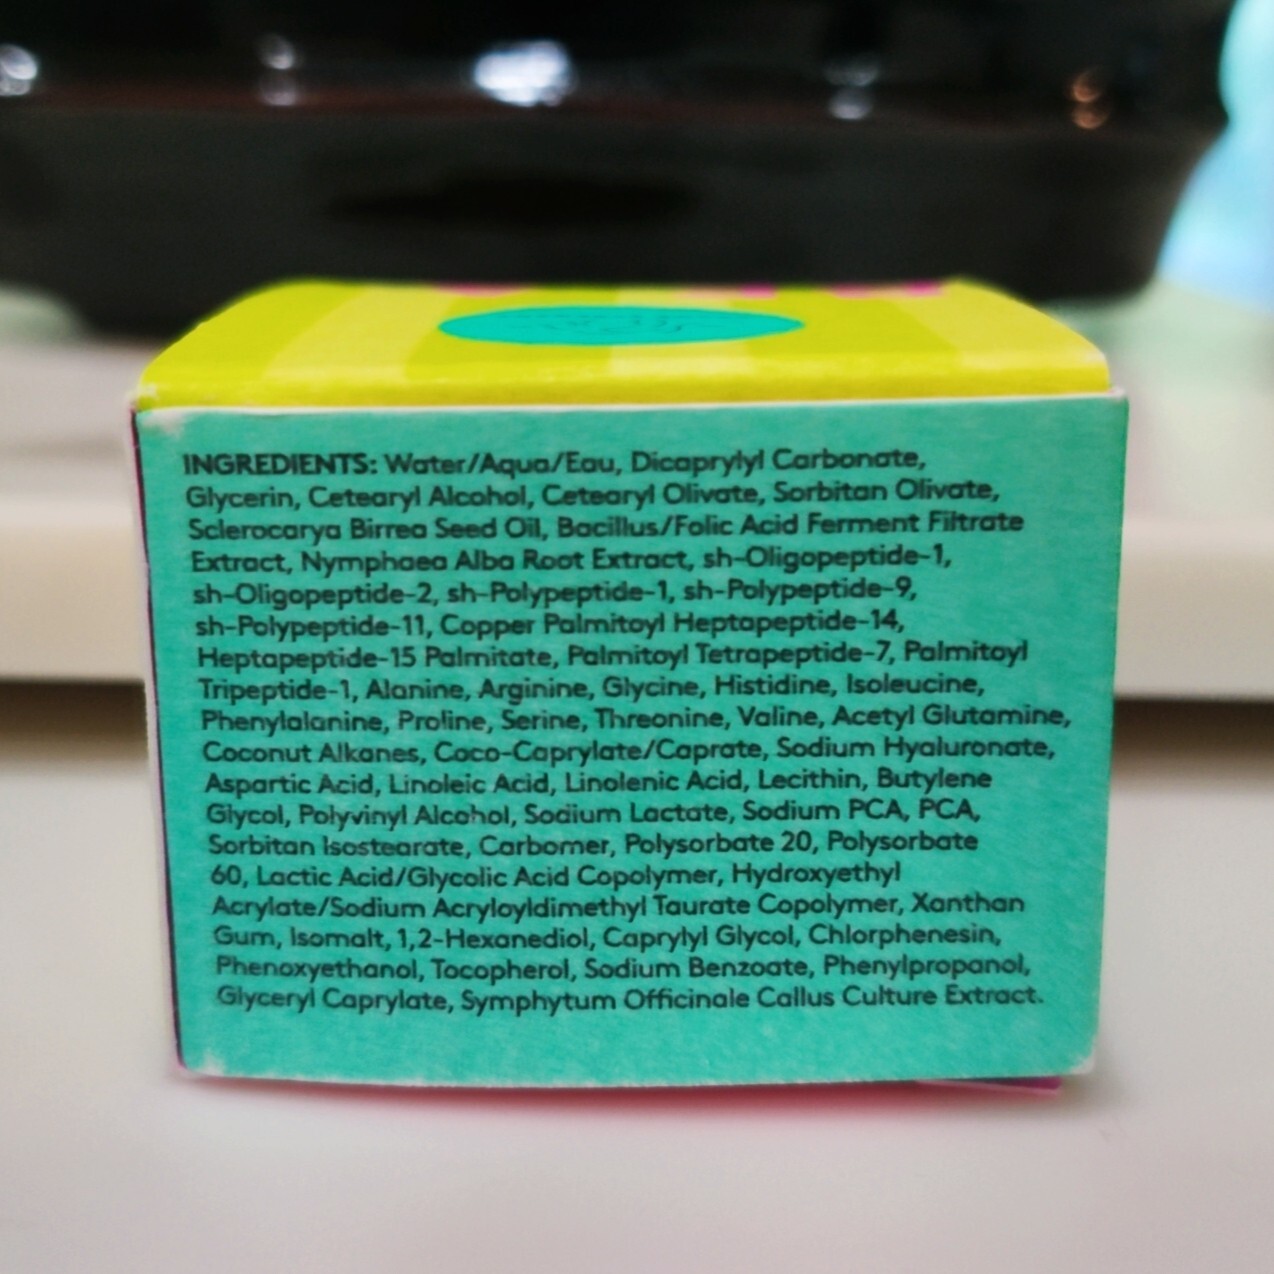 INGREDIENTS: Water/Aqua/Eau, Dicaprylyl Carbonate,
Glycerin, Cetearyl Alcohol, Cetearyl Olivate, Sorbitan Olivate,
Sclerocarya Birrea Seed Oil, Bacillus/Folic Acid Ferment Filtrate
Extract, Nymphaea Alba Root Extract, sh-Oligopeptide-1,
sh-Oligopeptide-2, sh-Polypeptide-1, sh-Polypeptide-9,
sh-Polypeptide-11, Copper Palmitoyl Heptapeptide-14,
Heptapeptide-15 Palmitate, Palmitoyl Tetrapeptide-7, Palmitoyl
Tripeptide-1, Alanine, Arginine, Glycine, Histidine, Isoleucine,
Phenylalanine, Proline, Serine, Threonine, Valine, Acetyl Glutamine,
Coconut Alkanes, Coco-Caprylate/Caprate, Sodium Hyaluronate,
Aspartic Acid, Linoleic Acid, Linolenic Acid, Lecithin, Butylene
Glycol, Polyvinyl Alcohol, Sodium Lactate, Sodium PCA, PCA,
Sorbitan Isostearate, Carbomer, Polysorbate 20, Polysorbate
60, Lactic Acid/Glycolic Acid Copolymer, Hydroxyethyl
Acrylate/Sodium Acryloyldimethyl Taurate Copolymer, Xanthan
Gum, Isomalt, 1,2-Hexanediol, Caprylyl Glycol, Chlorphenesin,
Phenoxyethanol, Tocopherol, Sodium Benzoate, Phenylpropanol,
Glyceryl Caprylate, Symphytum Officinale Callus Culture Extract.